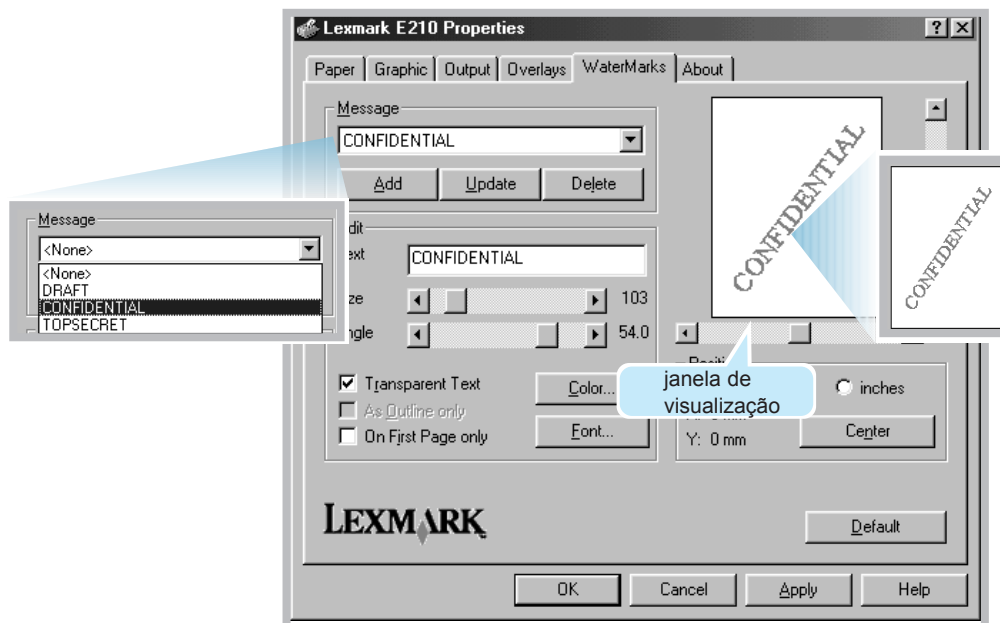 Lexmark E210 Properties
Paper Graphic Output Overlays WaterMarks About
Message
CONFIDENTIAL
Add Update Delete
Message
<None>
<None>
DRAFT
CONFIDENTIAL
TOPSECRET
dit
ext CONFIDENTIAL
ze 103
ngle 54.0
Transparent Text
As Outline only
On First Page only
Color...
Font...
CONFIDENTIAL
CONFIDENTIAL
janela de
visualização
inches
Y: 0 mm
Center
LEXMARK
Default
OK Cancel Apply Help